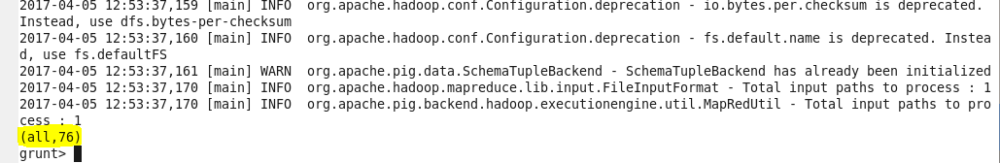 2017-04-05 12:53:37,159 [main] INFO  org.apache.hadoop.conf.Configuration.deprecation - io.bytes.per.checksum is deprecated.
Instead, use dfs.bytes-per-checksum
2017-04-05 12:53:37,160 [main] INFO  org.apache.hadoop.conf.Configuration.deprecation - fs.default.name is deprecated. Instea
d, use fs.defaultFS
2017-04-05 12:53:37,161 [main] WARN  org.apache.pig.data.SchemaTupleBackend - SchemaTupleBackend has already been initialized
2017-04-05 12:53:37,170 [main] INFO  org.apache.hadoop.mapreduce.lib.input.FileInputFormat - Total input paths to process : 1
2017-04-05 12:53:37,170 [main] INFO  org.apache.pig.backend.hadoop.executionengine.util.MapRedUtil - Total input paths to pro
cess : 1
(all,76)
grunt>